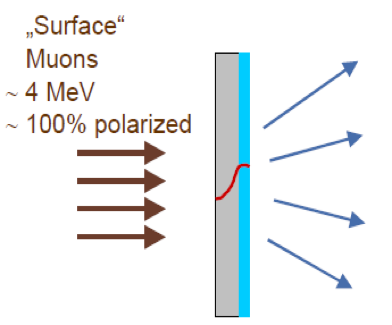 „Surface“
Muons
~ 4 MeV
~ 100% polarized